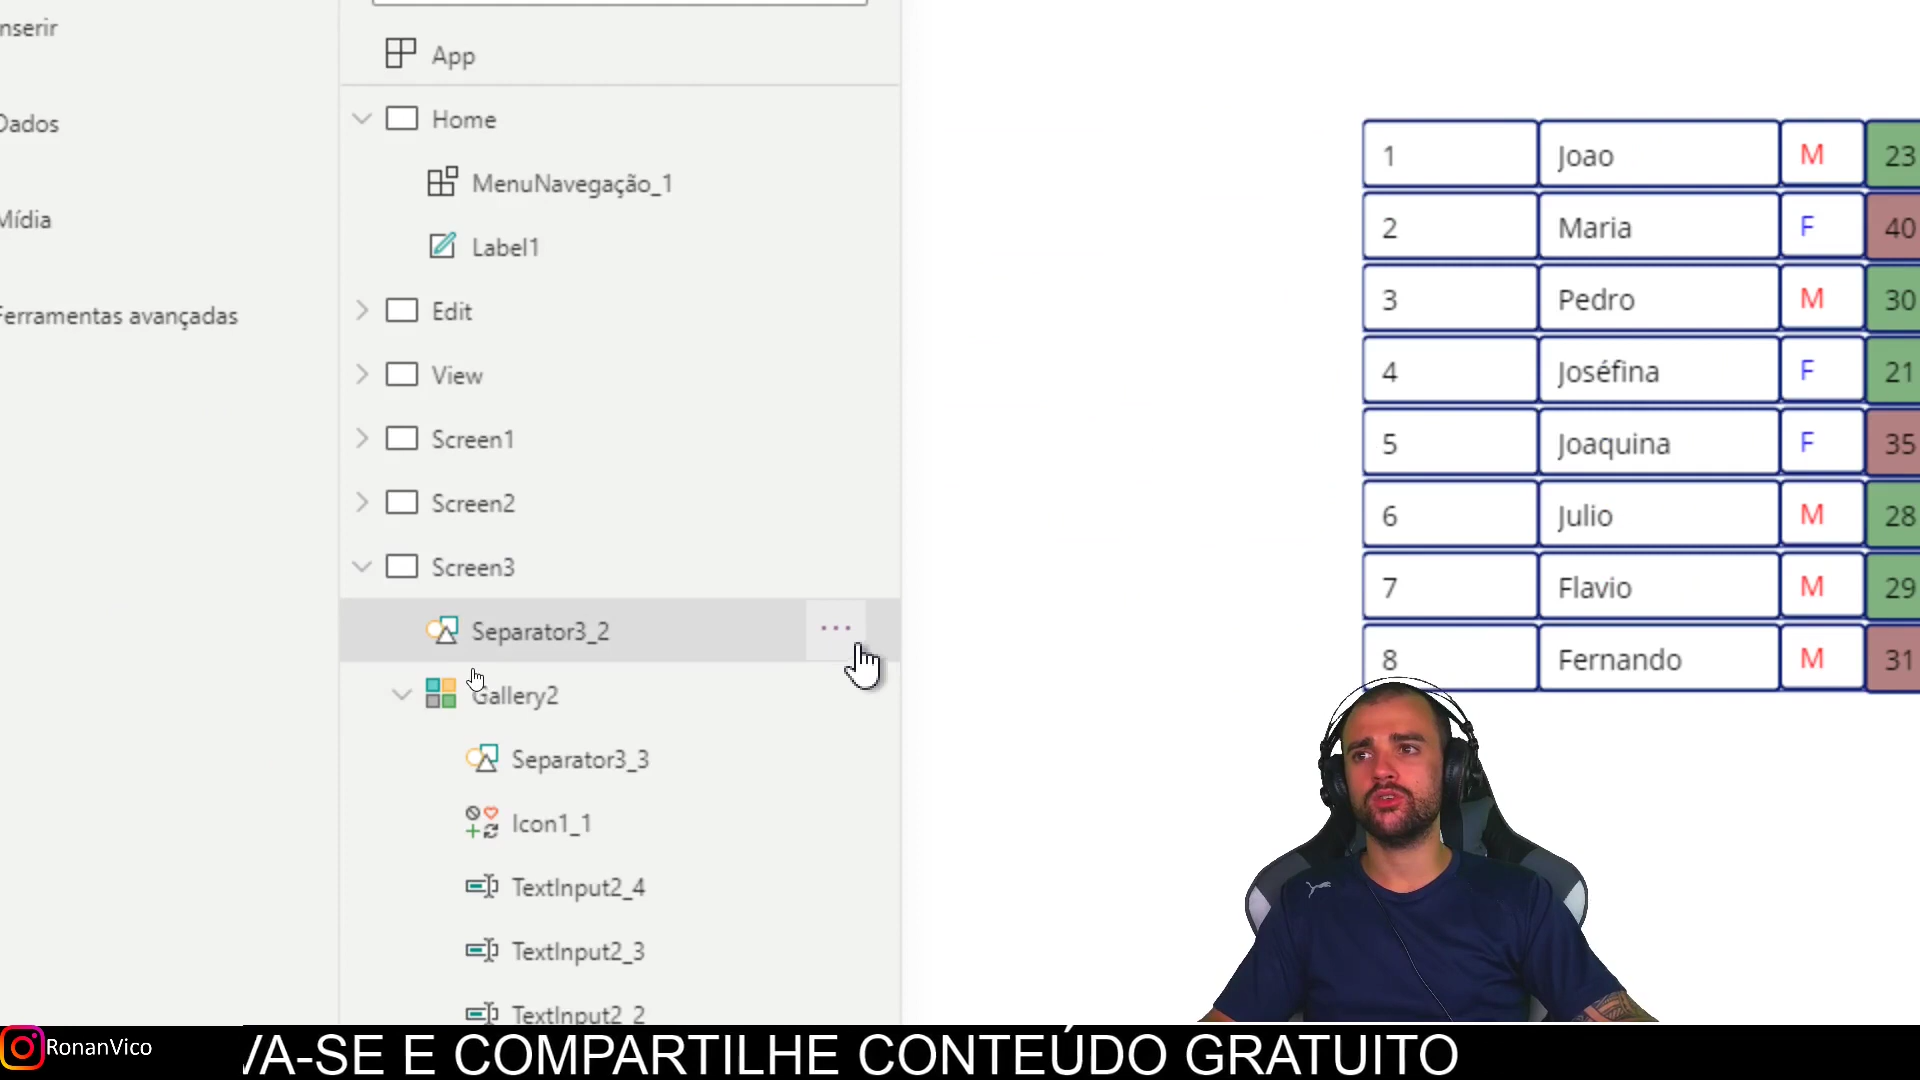 nserir
App
Home
Dados
MenuNavegação_1
Mídia
Label1
Edit
Ferramentas avançadas
View
Screen1
Screen2
Screen3
Separator3_2
...
Gallery2
Separator3_3
Icon1_1
TextInput2_4
TextInput2_3
TextInput2_2
1 Joao M 23
2 Maria F 40
3 Pedro M 30
4 Joséfina F 21
5 Joaquina F 35
6 Julio M 28
7 Flavio M 29
8 Fernando M 31
RonanVico
VA-SE E COMPARTILHE CONTEÚDO GRATUITO